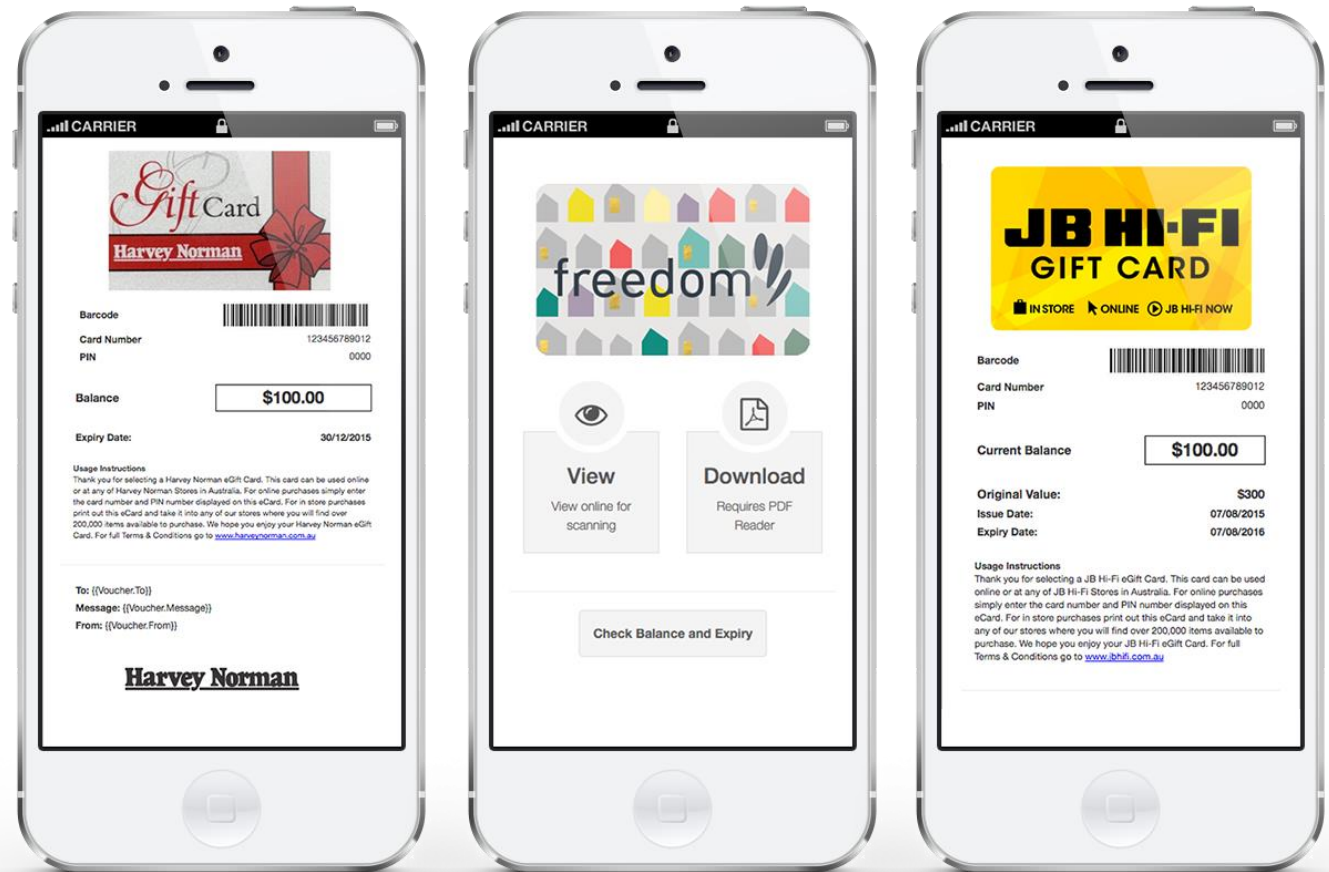 CARRIER
Gift Card
Harvey Norman
Barcode
Card Number 123456789012
PIN 0000
Balance $100.00
Expiry Date: 30/12/2015
Usage Instructions
Thank you for selecting a Harvey Norman eGift Card. This card can be used online
or at any of Harvey Norman Stores in Australia. For online purchases simply enter
the card number and PIN number displayed on this eCard. For in store purchases
print out this eCard and take it into any of our stores where you will find over
200,000 items available to purchase. We hope you enjoy your Harvey Norman eGift
Card. For full Terms & Conditions go to www.harveynorman.com.au
To: {{Voucher.To}}
Message: {{Voucher.Message}}
From: {{Voucher.From}}
Harvey Norman
CARRIER
freedom
View
View online for
scanning
Download
Requires PDF
Reader
Check Balance and Expiry
CARRIER
JB HI-FI
GIFT CARD
IN STORE ONLINE JB HI-FI NOW
Barcode
Card Number 123456789012
PIN 0000
Current Balance $100.00
Original Value: $300
Issue Date: 07/08/2015
Expiry Date: 07/08/2016
Usage Instructions
Thank you for selecting a JB Hi-Fi eGift Card. This card can be used
online or at any of JB Hi-Fi Stores in Australia. For online purchases
simply enter the card number and PIN number displayed on this
eCard. For in store purchases print out this eCard and take it into
any of our stores where you will find over 200,000 items available to
purchase. We hope you enjoy your JB Hi-Fi eGift Card. For full
Terms & Conditions go to www.jbhifi.com.au